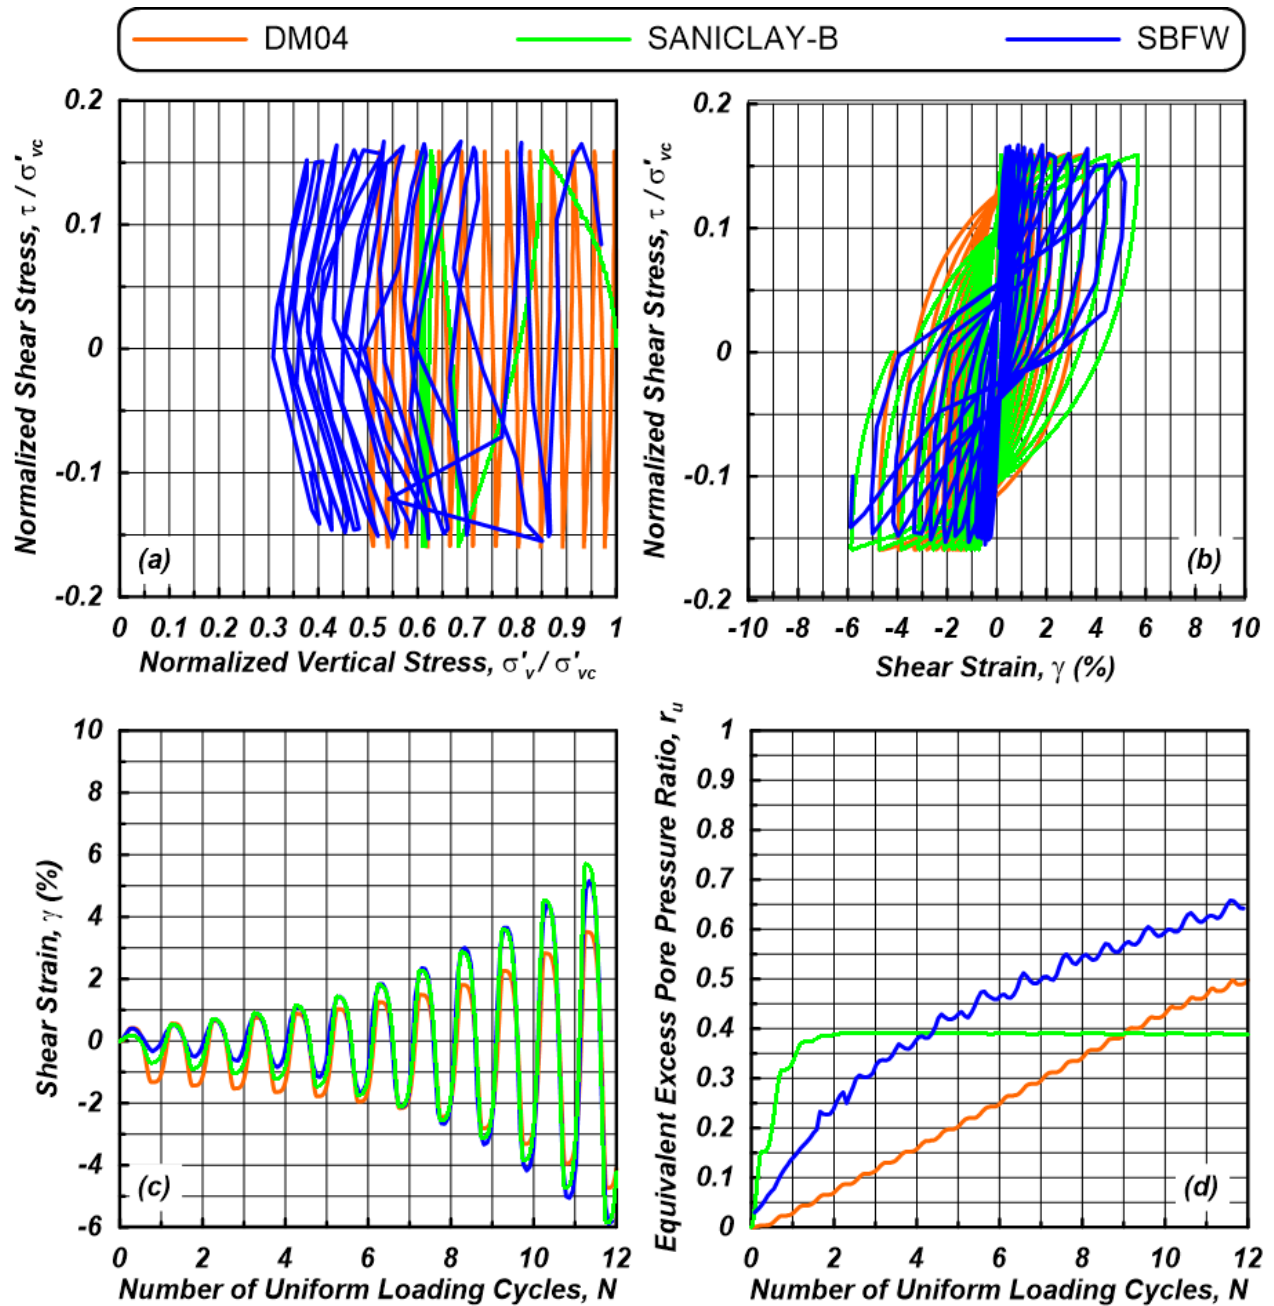 DM04 SANICLAY-B SBFW
Normalized Shear Stress, τ / σ'vc
0.2
0.1
0
-0.1
-0.2
(a)
0 0.1 0.2 0.3 0.4 0.5 0.6 0.7 0.8 0.9 1
Normalized Vertical Stress, σ'v / σ'vc
Normalized Shear Stress, τ / σ'vc
0.2
0.1
0
-0.1
-0.2
(b)
-10 -8 -6 -4 -2 0 2 4 6 8 10
Shear Strain, γ (%)
Shear Strain, γ (%)
10
8
6
4
2
0
-2
-4
-6
(c)
0 2 4 6 8 10 12
Number of Uniform Loading Cycles, N
Equivalent Excess Pore Pressure Ratio, ru
1
0.9
0.8
0.7
0.6
0.5
0.4
0.3
0.2
0.1
0
(d)
0 2 4 6 8 10 12
Number of Uniform Loading Cycles, N